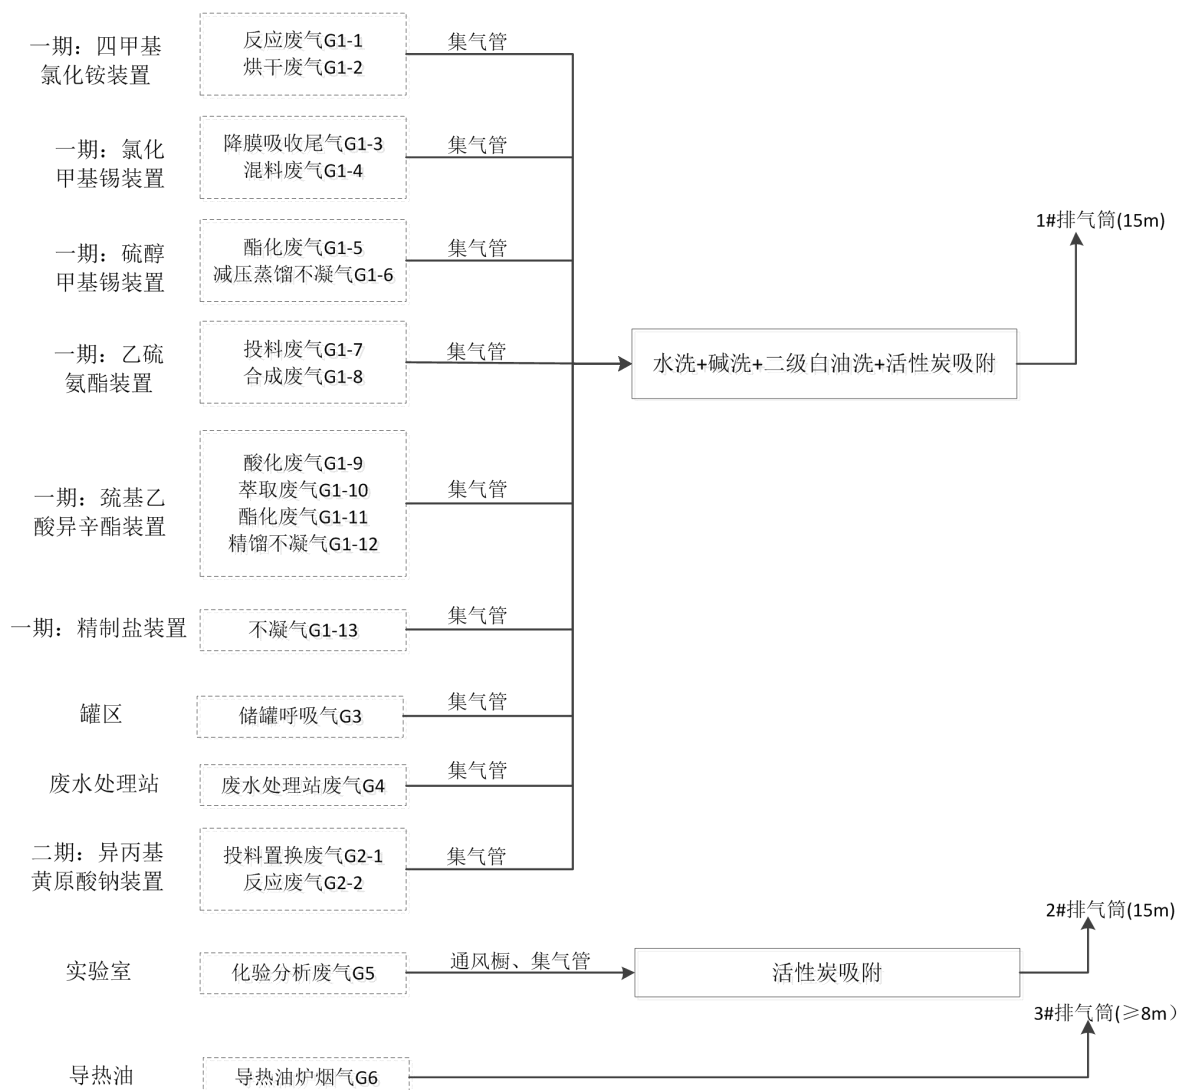 一期：四甲基
氯化铵装置
反应废气G1-1
烘干废气G1-2
集气管
一期：氯化
甲基锡装置
降膜吸收尾气G1-3
混料废气G1-4
集气管
1#排气筒(15m)
一期：硫醇
甲基锡装置
酯化废气G1-5
减压蒸馏不凝气G1-6
集气管
一期：乙硫
氨酯装置
投料废气G1-7
合成废气G1-8
集气管
水洗+碱洗+二级白油洗+活性炭吸附
一期：巯基乙
酸异辛酯装置
酸化废气G1-9
萃取废气G1-10
酯化废气G1-11
精馏不凝气G1-12
集气管
一期：精制盐装置
不凝气G1-13
集气管
罐区
储罐呼吸气G3
集气管
废水处理站
废水处理站废气G4
集气管
二期：异丙基
黄原酸钠装置
投料置换废气G2-1
反应废气G2-2
集气管
2#排气筒(15m)
实验室
化验分析废气G5
通风橱、集气管
活性炭吸附
3#排气筒(≥8m）
导热油
导热油炉烟气G6